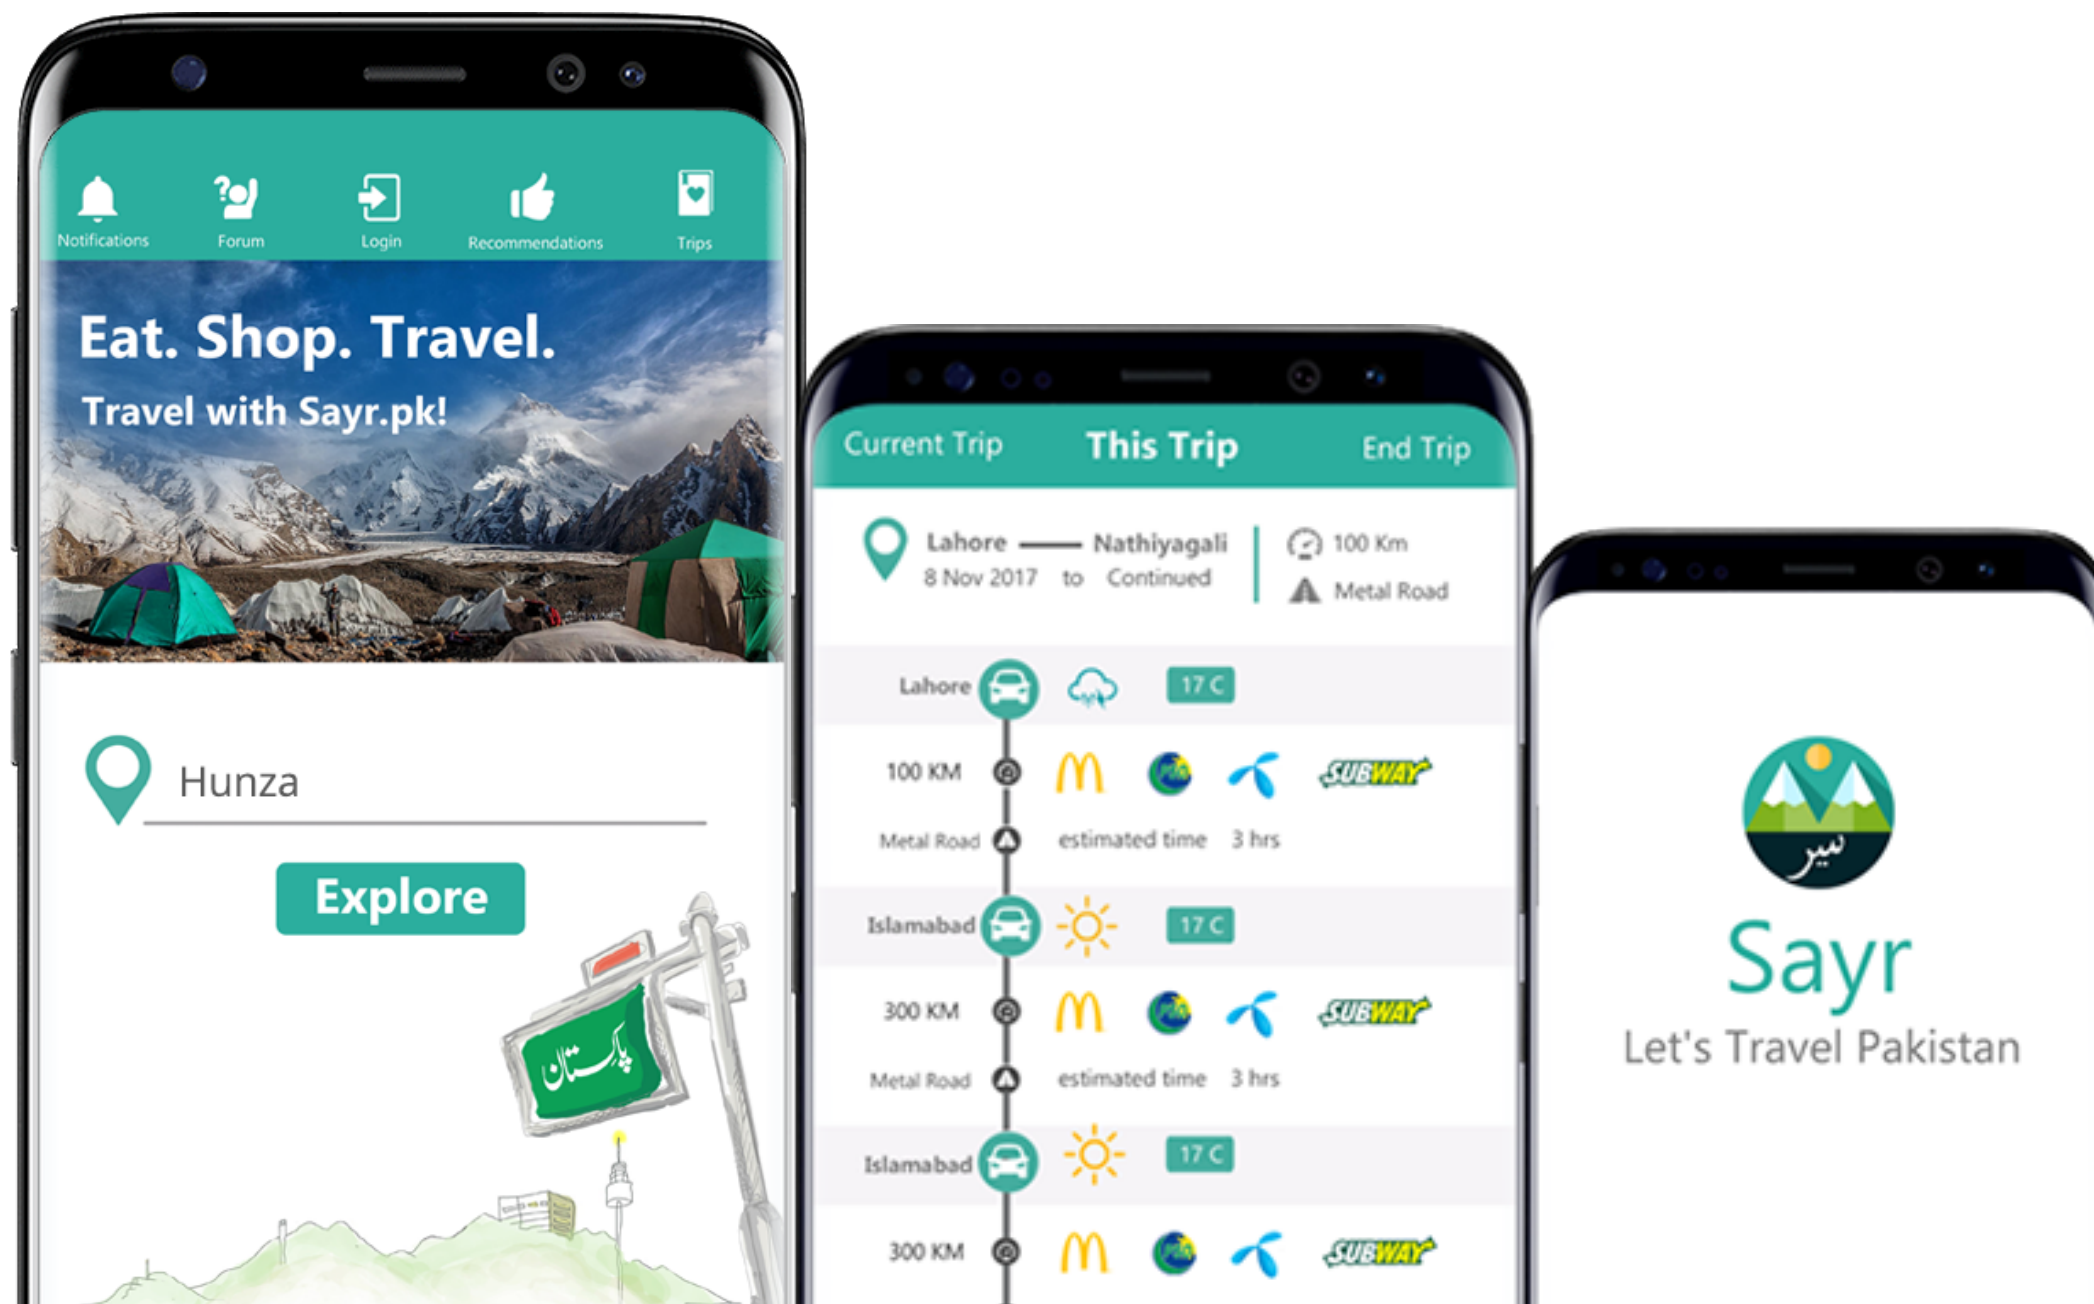 Notifications
Forum
Login
Recommendations
Trips
Eat. Shop. Travel.
Travel with Sayr.pk!
Hunza
Explore
پاکستان
Current Trip
This Trip
End Trip
Lahore
Nathiyagali
100 Km
8 Nov 2017 to Continued
Metal Road
Lahore
17 C
100 KM
SUBWAY
Metal Road
estimated time 3 hrs
Islamabad
17 C
300 KM
SUBWAY
Metal Road
estimated time 3 hrs
Islamabad
17 C
300 KM
SUBWAY
سیر
Sayr
Let's Travel Pakistan